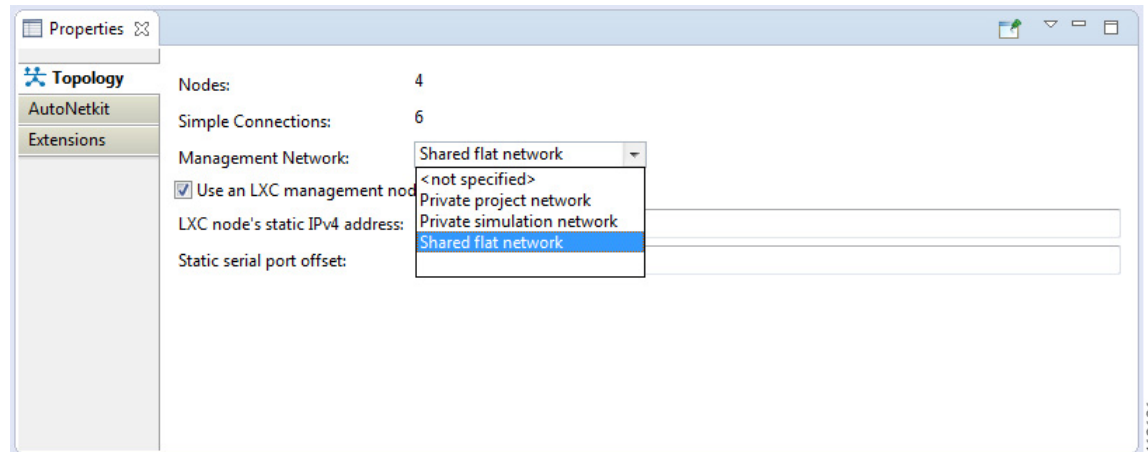 Properties
Topology
AutoNetkit
Extensions
Nodes: 4
Simple Connections: 6
Management Network: Shared flat network
<not specified>
Private project network
Private simulation network
Shared flat network
Use an LXC management nod
LXC node's static IPv4 address:
Static serial port offset: